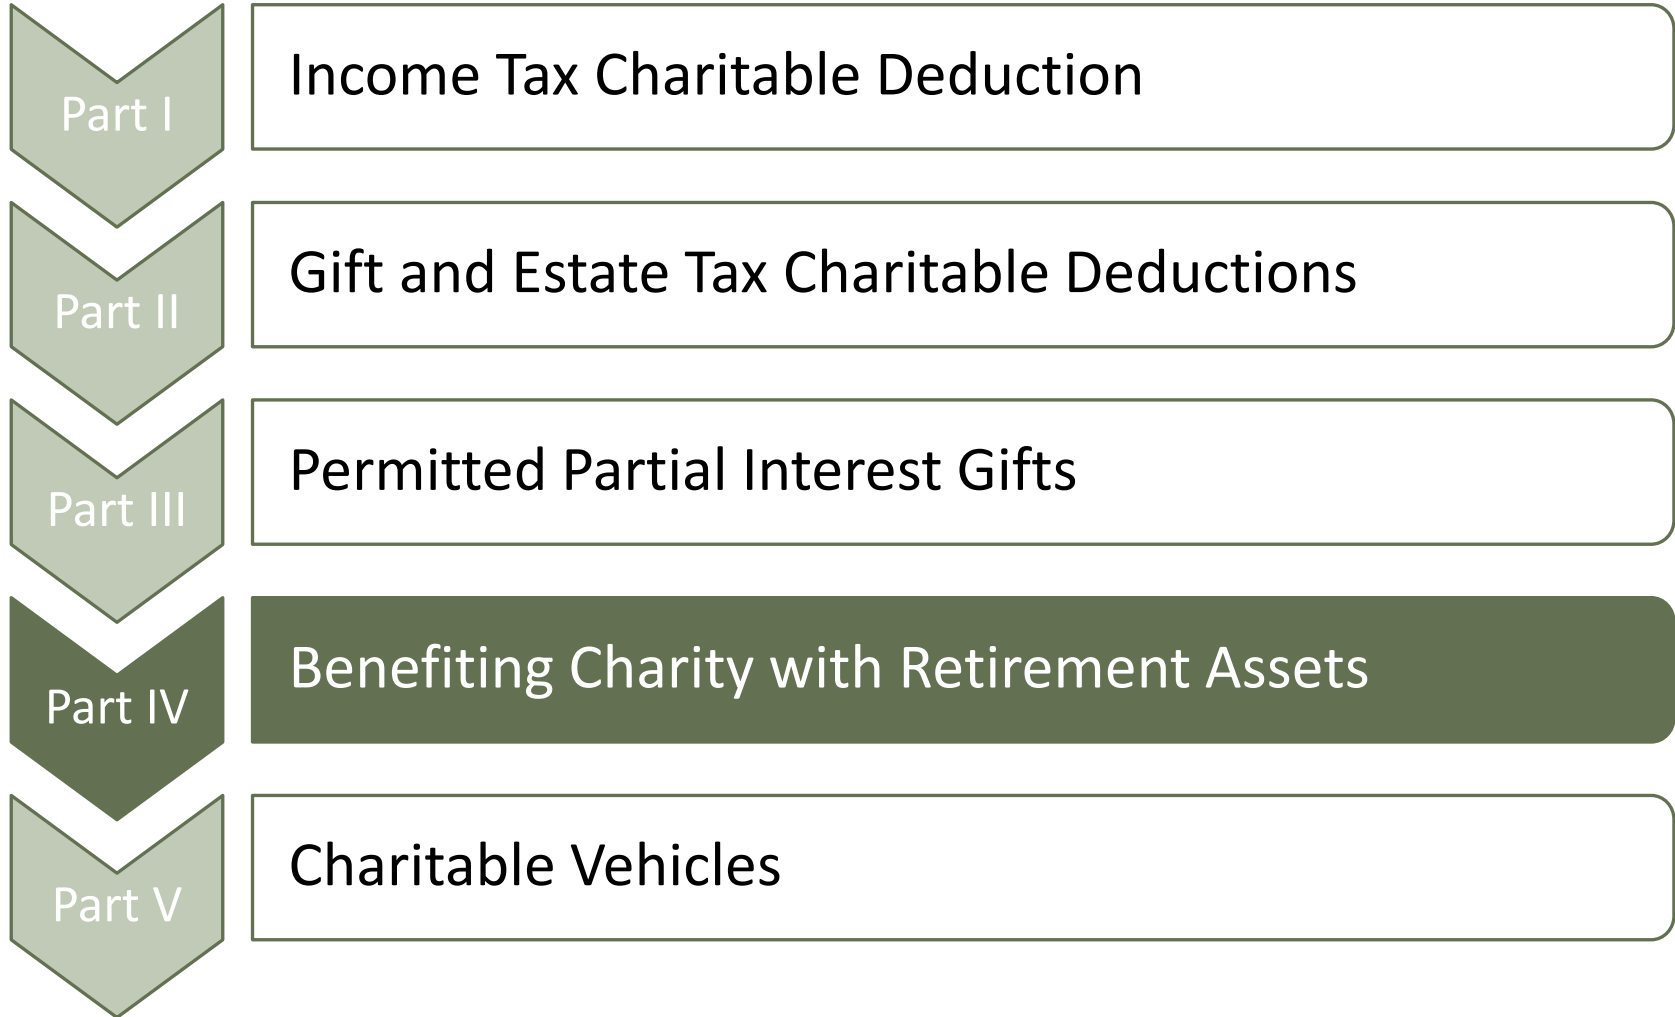 Part I
Income Tax Charitable Deduction
Part II
Gift and Estate Tax Charitable Deductions
Part III
Permitted Partial Interest Gifts
Part IV
Benefiting Charity with Retirement Assets
Part V
Charitable Vehicles